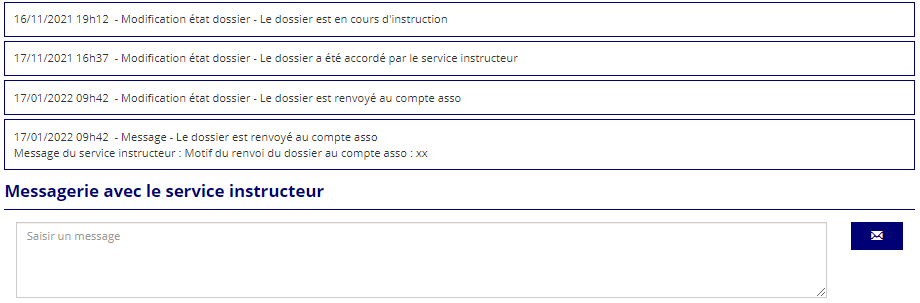 16/11/2021 19h12 - Modification état dossier - Le dossier est en cours d'instruction
17/11/2021 16h37 - Modification état dossier - Le dossier a été accordé par le service instructeur
17/01/2022 09h42 - Modification état dossier - Le dossier est renvoyé au compte asso
17/01/2022 09h42 - Message - Le dossier est renvoyé au compte asso
Message du service instructeur : Motif du renvoi du dossier au compte asso : xx
Messagerie avec le service instructeur
Saisir un message